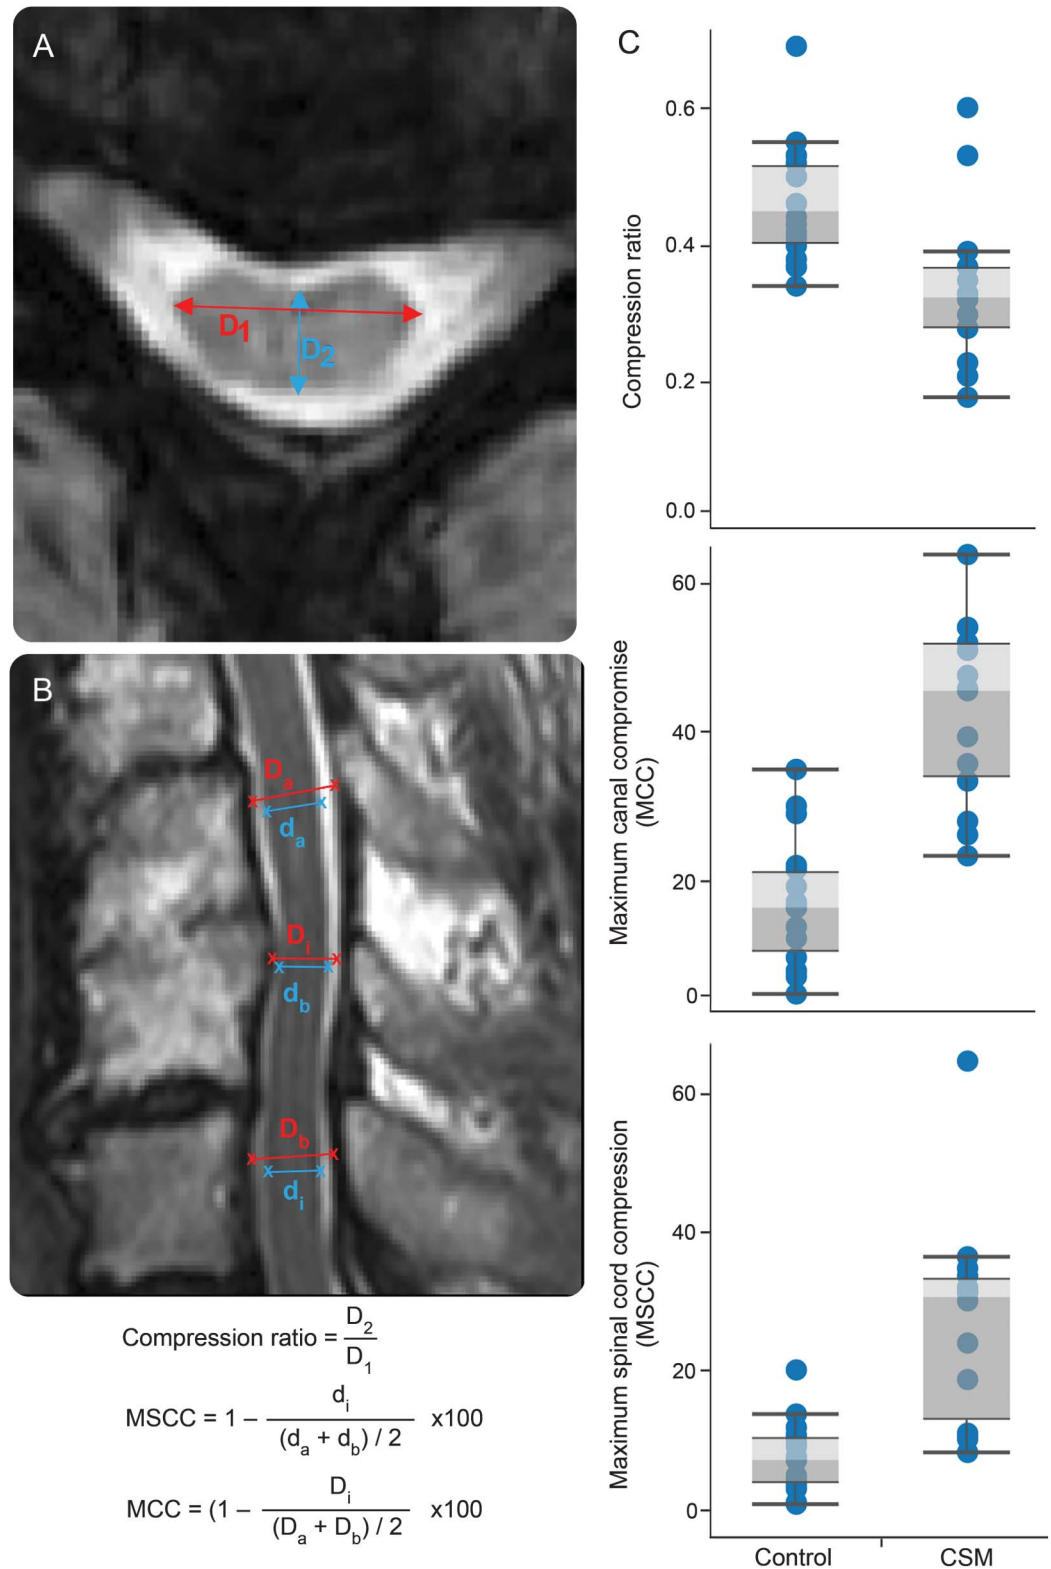 A
D1
D2
B
Da
da
Di
db
Db
di
Compression ratio = D2 / D1
MSCC = 1 – di / (da + db) / 2 x100
MCC = (1 – Di / (Da + Db) / 2 x100
C
Compression ratio
0.6
0.4
0.2
0.0
Maximum canal compromise
(MCC)
60
40
20
0
Maximum spinal cord compression
(MSCC)
60
40
20
0
Control
CSM